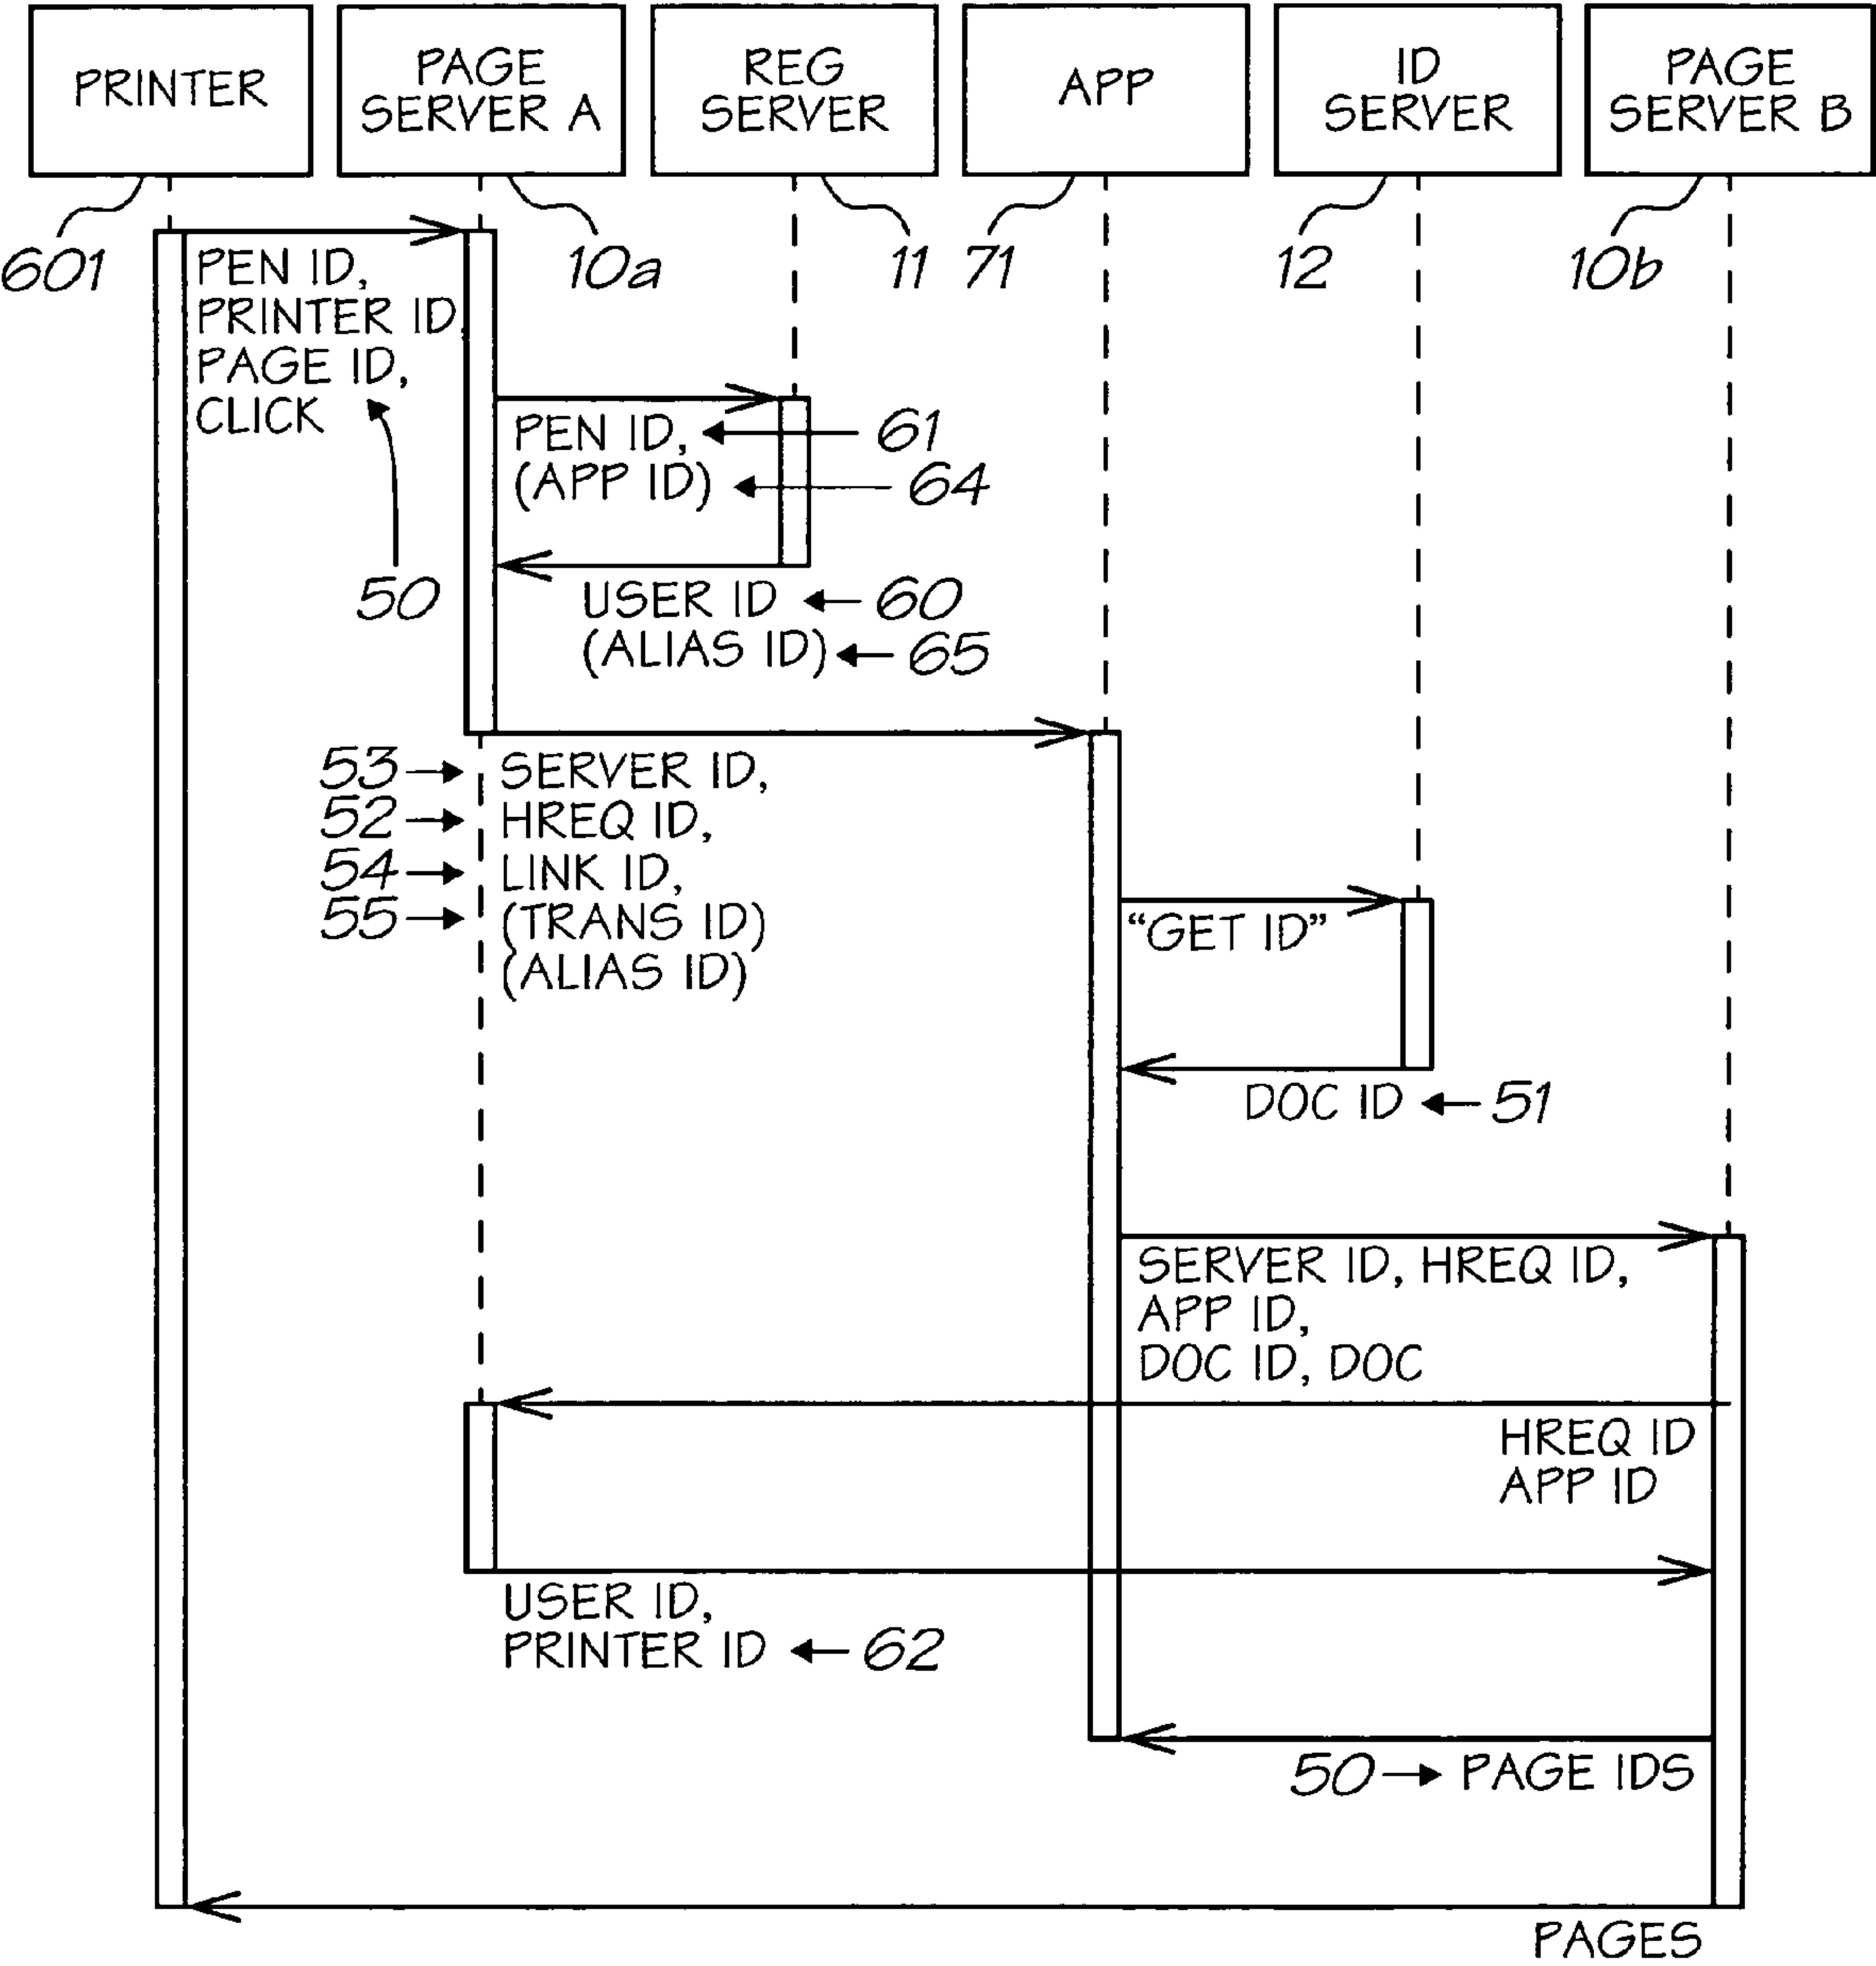 PRINTER
PAGE
SERVER A
REG
SERVER
APP
ID
SERVER
PAGE
SERVER B
601
10a
11
71
12
10b
PEN ID,
PRINTER ID
PAGE ID,
CLICK
50
PEN ID,
61
(APP ID)
64
USER ID
60
(ALIAS ID)
65
53
SERVER ID,
52
HREQ ID,
54
LINK ID,
55
(TRANS ID)
(ALIAS ID)
“GET ID”
DOC ID
51
SERVER ID, HREQ ID,
APP ID,
DOC ID, DOC
HREQ ID
APP ID
USER ID,
PRINTER ID
62
50
PAGE IDS
PAGES